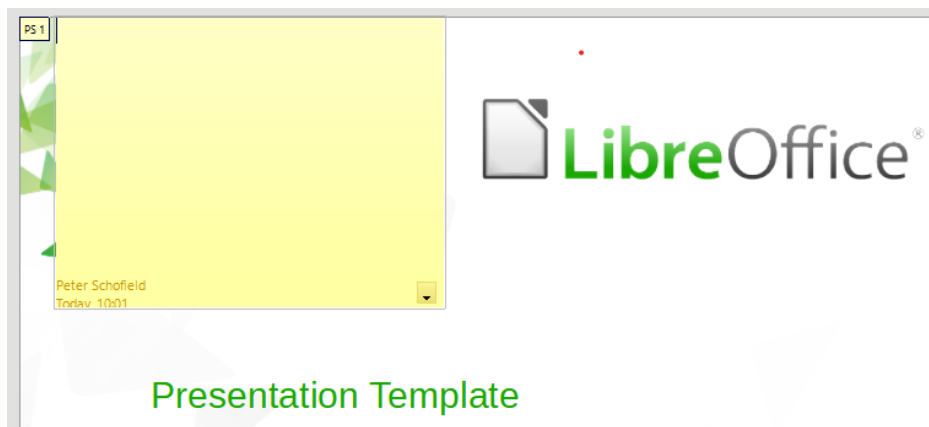 PS 1
LibreOffice®
Peter Schofield
Today, 10:01
Presentation Template